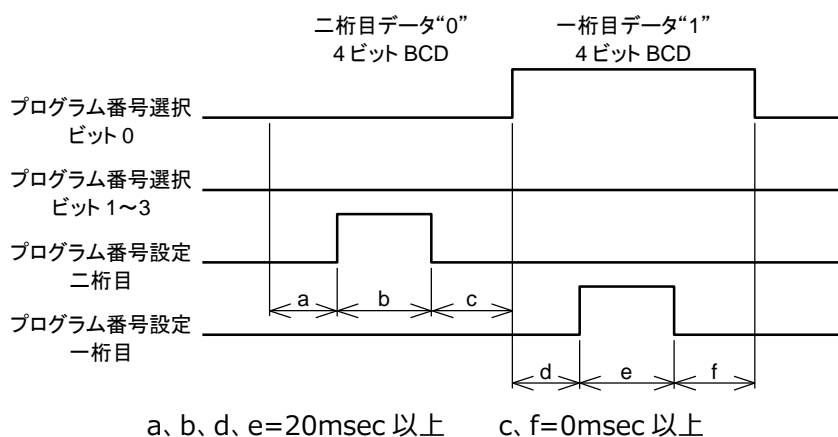 二桁目データ“0”
4ビット BCD
一桁目データ“1”
4ビット BCD
プログラム番号選択
ビット 0
プログラム番号選択
ビット 1～3
プログラム番号設定
二桁目
a
b
c
プログラム番号設定
一桁目
d
e
f
a、b、d、e=20msec 以上 c、f=0msec 以上